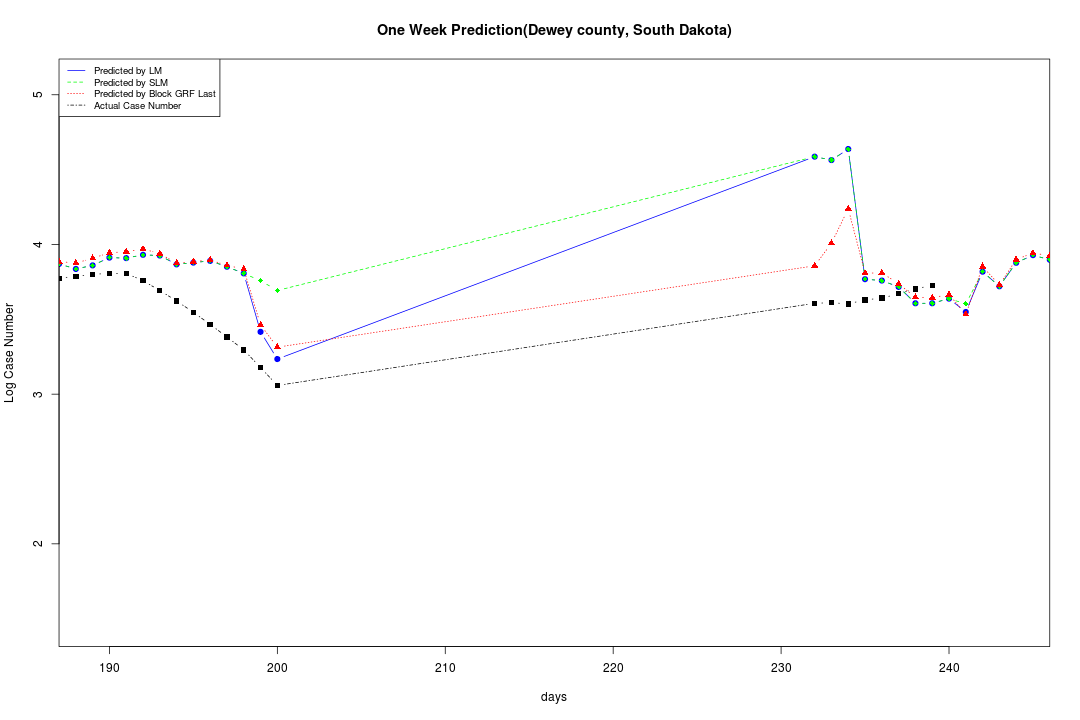 One Week Prediction(Dewey county, South Dakota)
Predicted by LM
Predicted by SLM
Predicted by Block GRF Last
Actual Case Number
5
4
3
2
Log Case Number
190 200 210 220 230 240
days